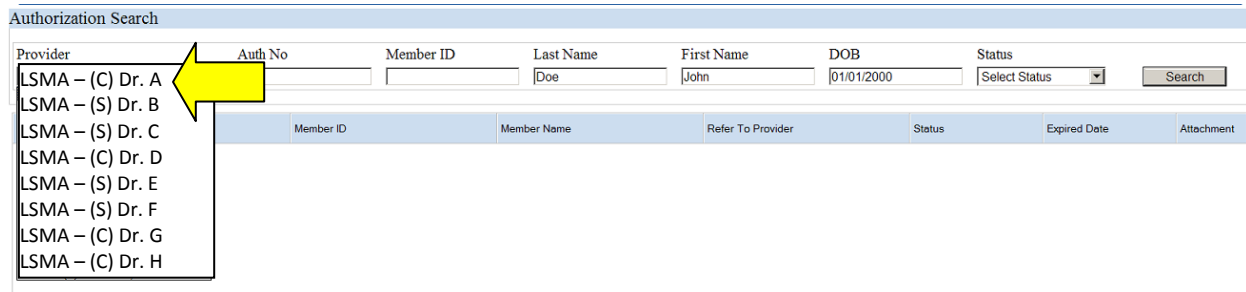 Authorization Search
Provider Auth No Member ID Last Name First Name DOB Status
Doe John 01/01/2000 Select Status Search
LSMA – (C) Dr. A
LSMA – (S) Dr. B
LSMA – (S) Dr. C
LSMA – (C) Dr. D
LSMA – (S) Dr. E
LSMA – (S) Dr. F
LSMA – (C) Dr. G
LSMA – (C) Dr. H
Member ID Member Name Refer To Provider Status Expired Date Attachment